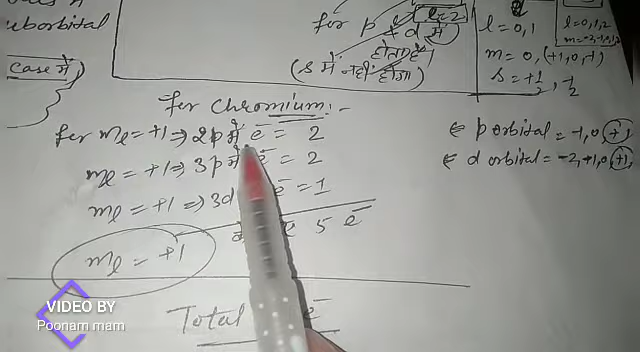 uborbital
case में)
for p
l=2
& d में
होता है।
(s में नहीं होगा)
l=0,1
m=0,(+1,0,-1)
s=+½,-½
l=0,1,2
For Chromium:-
for ml=+1⇒2p में e⁻=2
ml=+1⇒3p में e⁻=2
ml=+1⇒3d e⁻=1
5 e⁻
ml=+1
p orbital=-1,0,+1
d orbital=-2,+1,0,+1,
Total e⁻
VIDEO BY
Poonam mam